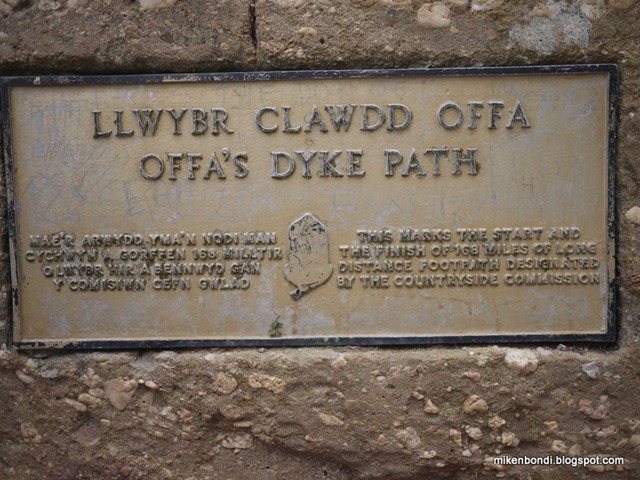 LLWYBR CLAWDD OFFA
OFFA'S DYKE PATH
MAE'R ARWYDD YMA'N NODI MAN
CYCHWYN A GORFFEN 168 MILLTIR
O LWYBR HIR A BENNWYD GAN
Y COMISIWN CEFN GWLAD
THIS MARKS THE START AND
THE FINISH OF 168 MILES OF LONG
DISTANCE FOOTPATH DESIGNATED
BY THE COUNTRYSIDE COMMISSION
mikenbondi.blogspot.com